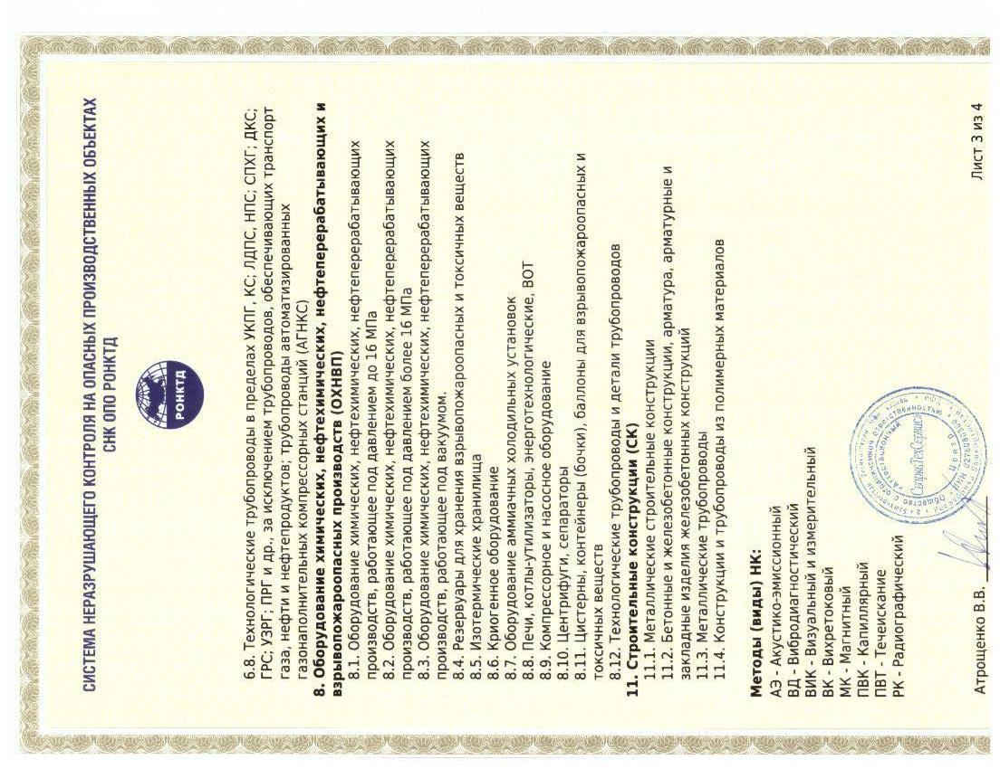 СИСТЕМА НЕРАЗРУШАЮЩЕГО КОНТРОЛЯ НА ОПАСНЫХ ПРОИЗВОДСТВЕННЫХ ОБЪЕКТАХ
СНК ОПО РОНКТД
РОНКТД
6.8. Технологические трубопроводы в пределах УКПГ, КС; ЛДПС, НПС; СПХГ; ДКС;
ГРС; УЗРГ; ПРГ и др., за исключением трубопроводов, обеспечивающих транспорт
газа, нефти и нефтепродуктов; трубопроводы автоматизированных
газонаполнительных компрессорных станций (АГНКС)
8. Оборудование химических, нефтехимических, нефтеперерабатывающих и
взрывопожароопасных производств (ОХНВП)
8.1. Оборудование химических, нефтехимических, нефтеперерабатывающих
производств, работающее под давлением до 16 МПа
8.2. Оборудование химических, нефтехимических, нефтеперерабатывающих
производств, работающее под давлением более 16 МПа
8.3. Оборудование химических, нефтехимических, нефтеперерабатывающих
производств, работающее под вакуумом.
8.4. Резервуары для хранения взрывопожароопасных и токсичных веществ
8.5. Изотермические хранилища
8.6. Криогенное оборудование
8.7. Оборудование аммиачных холодильных установок
8.8. Печи, котлы-утилизаторы, энерготехнологические, ВОТ
8.9. Компрессорное и насосное оборудование
8.10. Центрифуги, сепараторы
8.11. Цистерны, контейнеры (бочки), баллоны для взрывопожароопасных и
токсичных веществ
8.12. Технологические трубопроводы и детали трубопроводов
11. Строительные конструкции (СК)
11.1. Металлические строительные конструкции
11.2. Бетонные и железобетонные конструкции, арматура, арматурные и
закладные изделия железобетонных конструкций
11.3. Металлические трубопроводы
11.4. Конструкции и трубопроводы из полимерных материалов
Методы (виды) НК:
АЭ - Акустико-эмиссионный
ВД - Вибродиагностический
ВИК - Визуальный и измерительный
ВК - Вихретоковый
МК - Магнитный
ПВК - Капиллярный
ПВТ - Течеискание
РК - Радиографический
Атрощенко В.В.
Лист 3 из 4